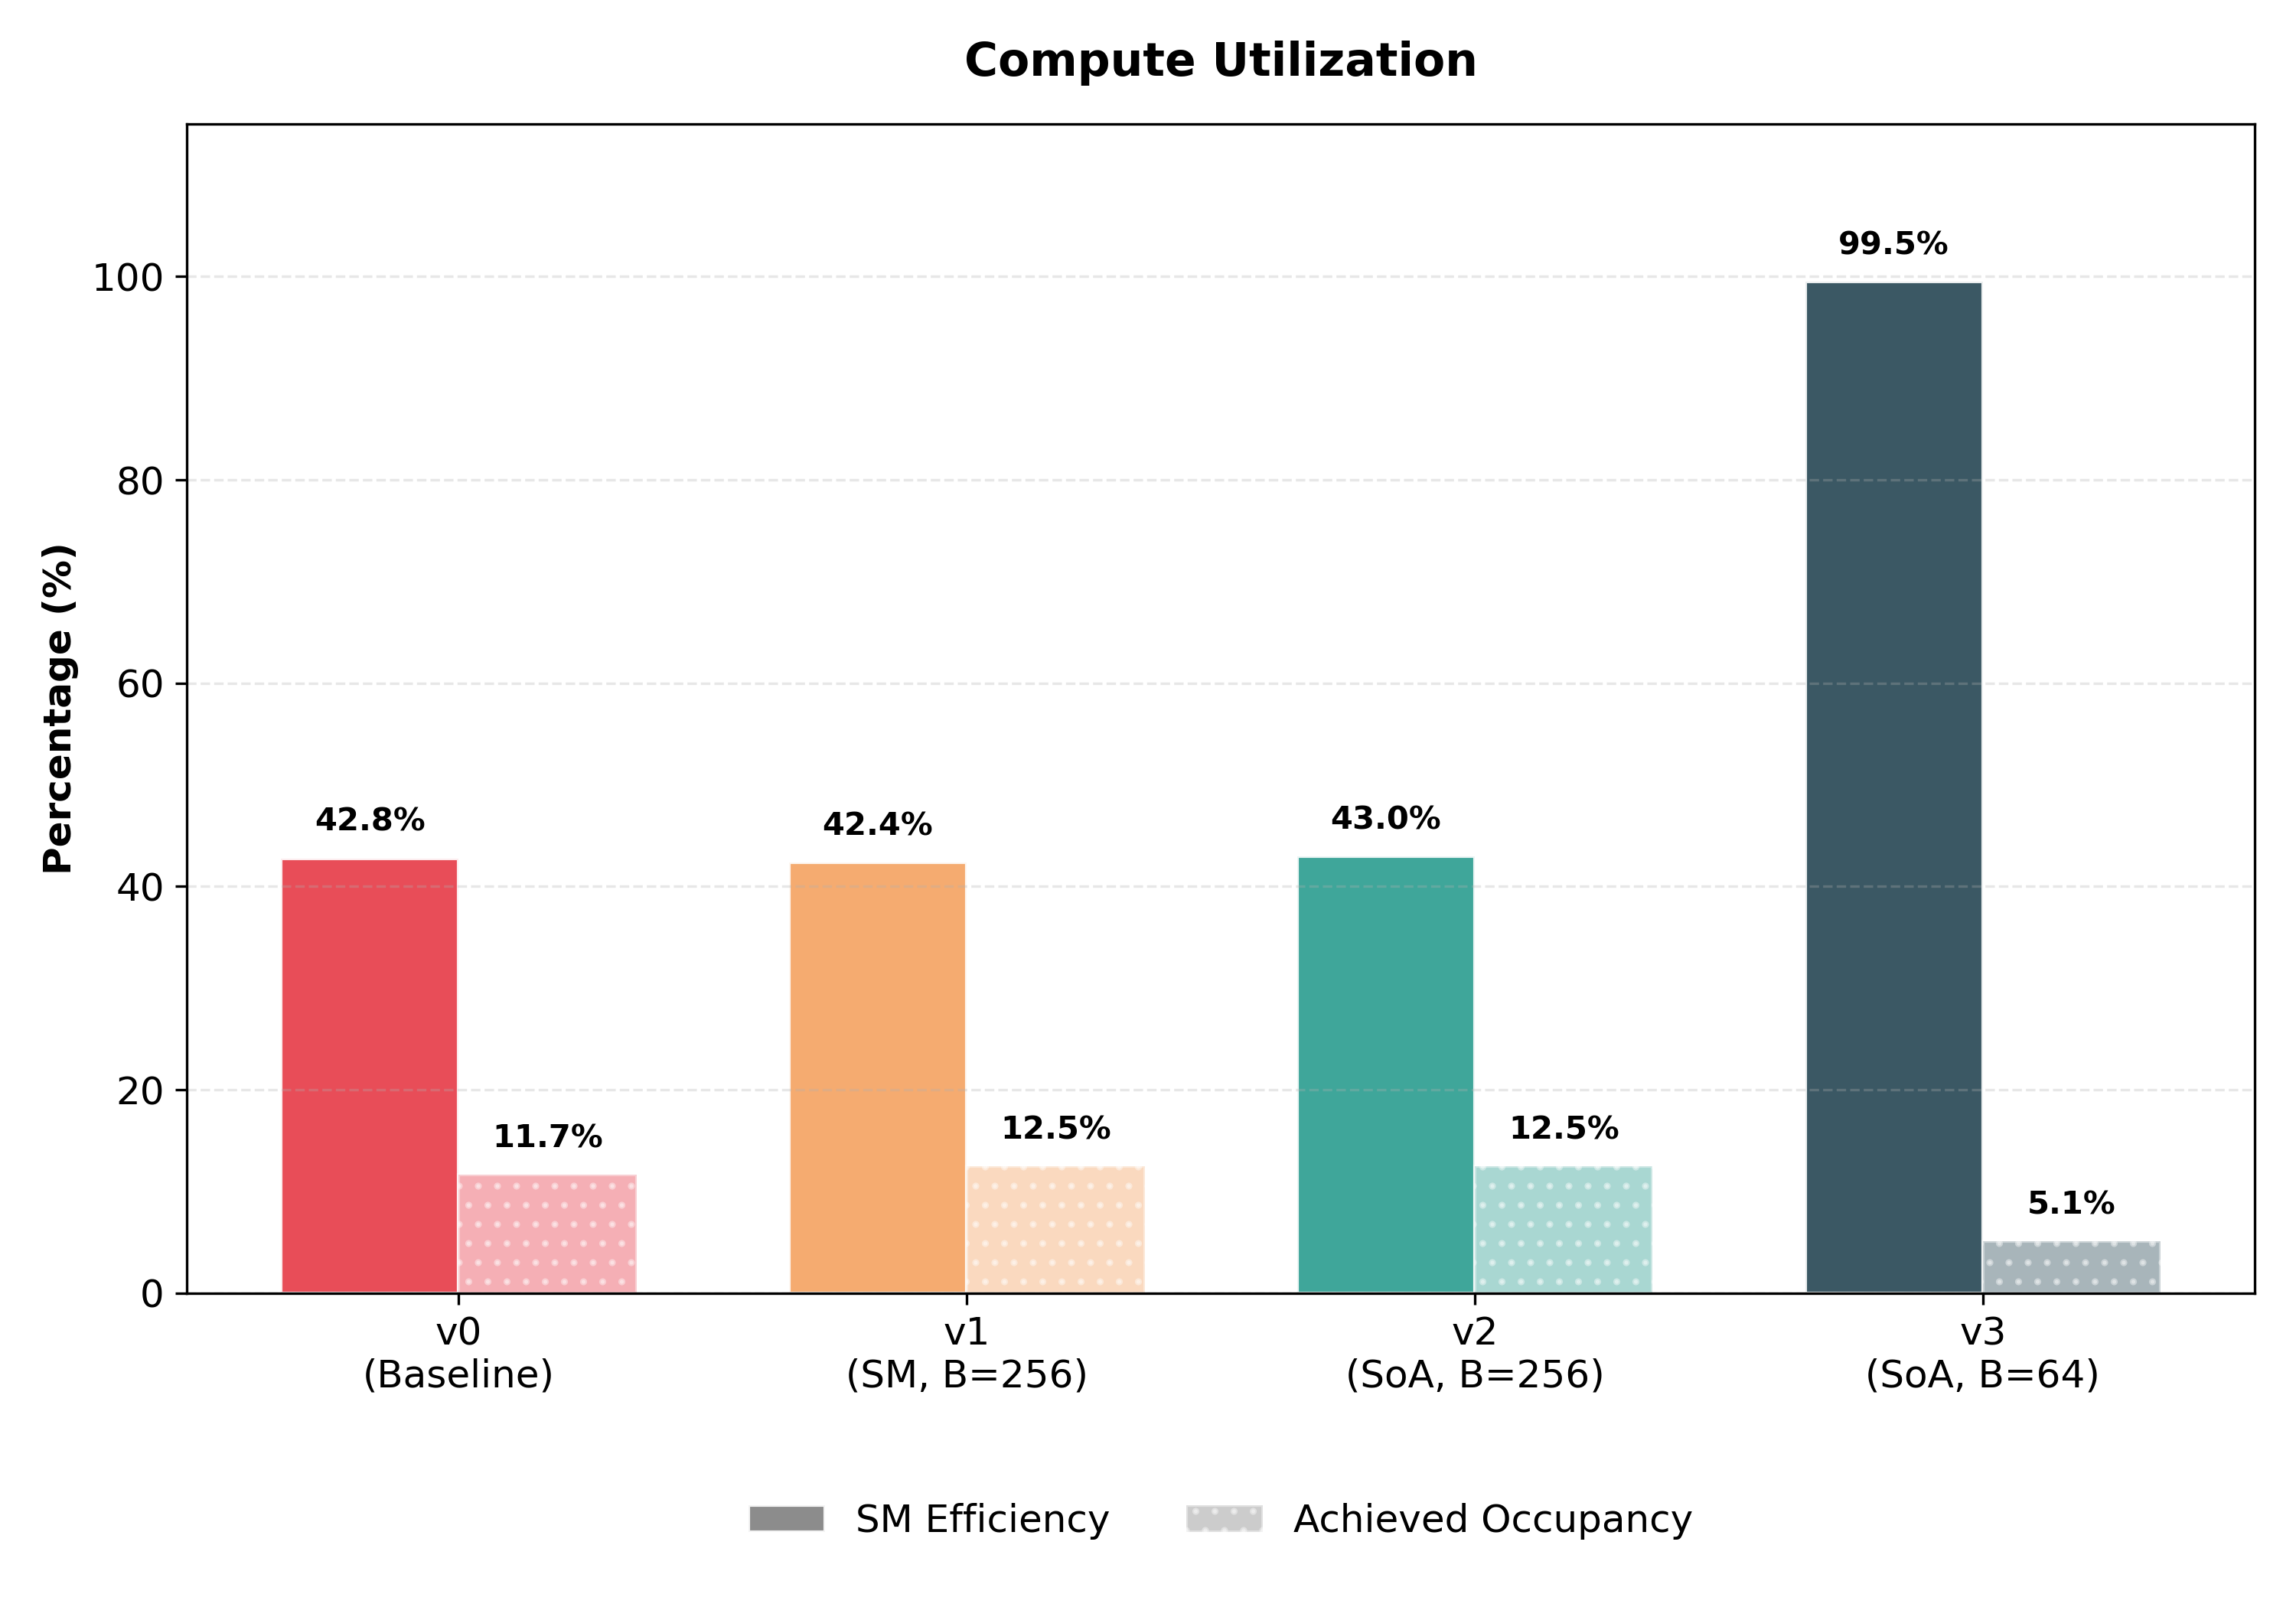 Compute Utilization
Percentage (%)
100
80
60
40
20
0
42.8%
11.7%
42.4%
12.5%
43.0%
12.5%
99.5%
5.1%
v0
(Baseline)
v1
(SM, B=256)
v2
(SoA, B=256)
v3
(SoA, B=64)
SM Efficiency
Achieved Occupancy